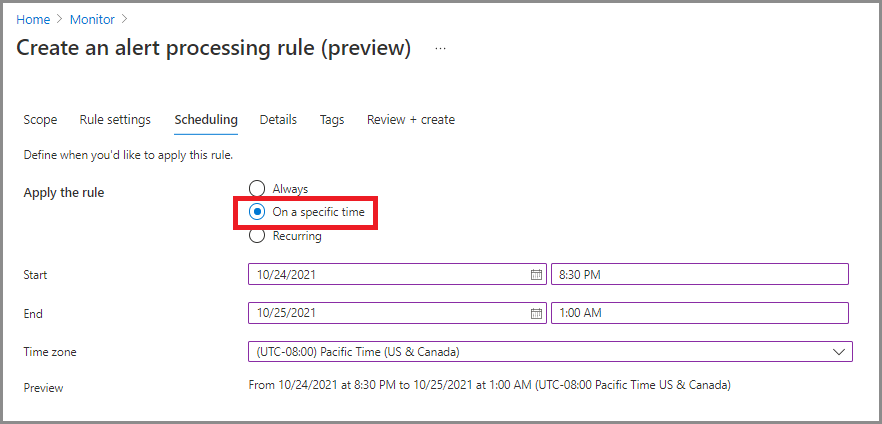 Home > Monitor >
Create an alert processing rule (preview) ...
Scope Rule settings Scheduling Details Tags Review + create
Define when you'd like to apply this rule.
Apply the rule
Always
On a specific time
Recurring
Start 10/24/2021 8:30 PM
End 10/25/2021 1:00 AM
Time zone (UTC-08:00) Pacific Time (US & Canada)
Preview From 10/24/2021 at 8:30 PM to 10/25/2021 at 1:00 AM (UTC-08:00 Pacific Time US & Canada)